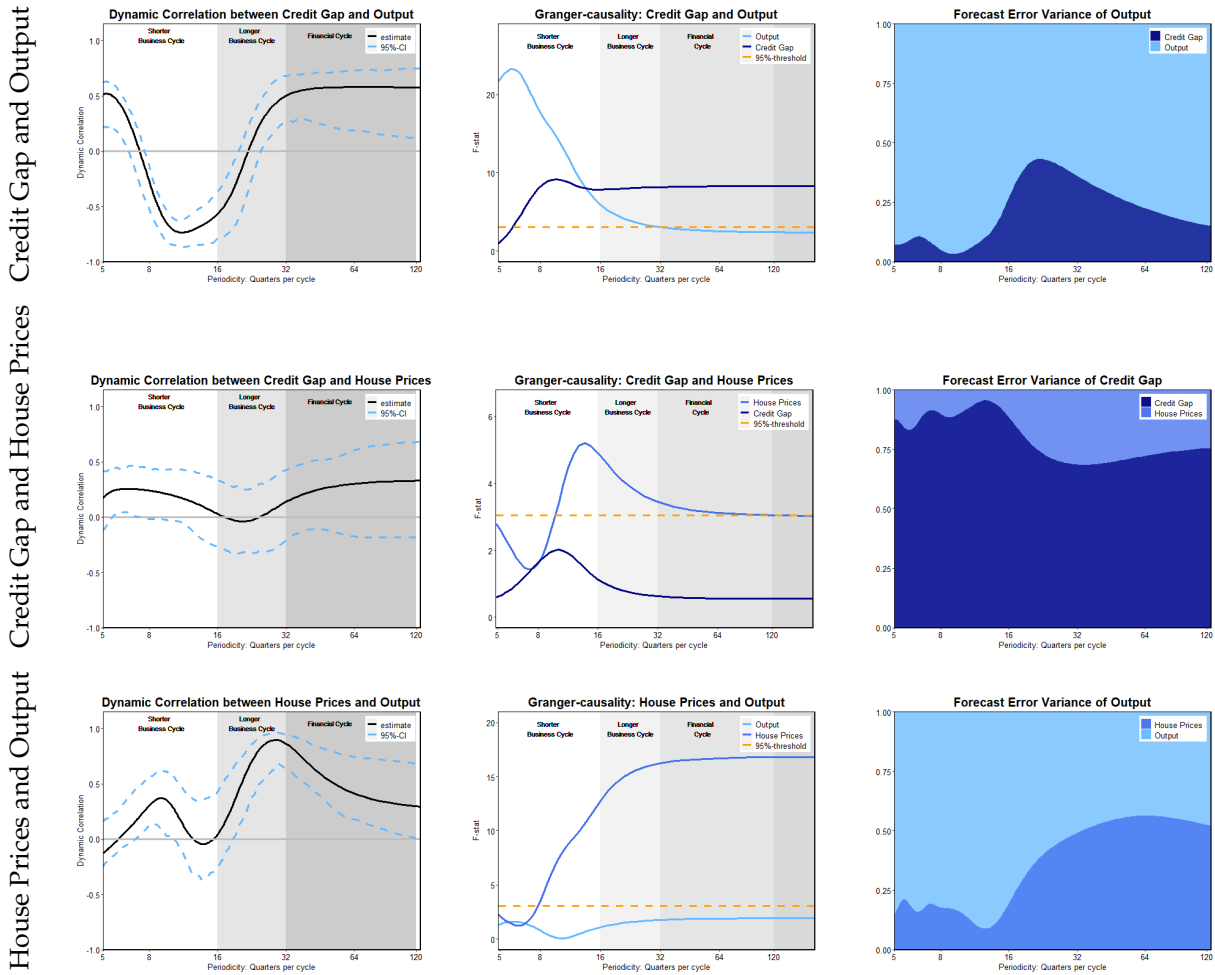 Credit Gap and Output
Dynamic Correlation between Credit Gap and Output
Shorter
Business Cycle
Longer
Business Cycle
Financial Cycle
estimate
95%-CI
1.0
0.5
0.0
-0.5
-1.0
Dynamic Correlation
5 8 16 32 64 120
Periodicity: Quarters per cycle
Granger-causality: Credit Gap and Output
Shorter
Business Cycle
Longer
Business Cycle
Financial
Cycle
Output
Credit Gap
95%-threshold
20
10
0
F-stat
5 8 16 32 64 120
Periodicity: Quarters per cycle
Forecast Error Variance of Output
Credit Gap
Output
1.00
0.75
0.50
0.25
0.00
5 8 16 32 64 120
Periodicity: Quarters per cycle
Credit Gap and House Prices
Dynamic Correlation between Credit Gap and House Prices
Shorter
Business Cycle
Longer
Business Cycle
Financial Cycle
estimate
95%-CI
1.0
0.5
0.0
-0.5
-1.0
Dynamic Correlation
5 8 16 32 64 120
Periodicity: Quarters per cycle
Granger-causality: Credit Gap and House Prices
Shorter
Business Cycle
Longer
Business Cycle
Financial
Cycle
House Prices
Credit Gap
95%-threshold
6
4
2
0
F-stat
5 8 16 32 64 120
Periodicity: Quarters per cycle
Forecast Error Variance of Credit Gap
Credit Gap
House Prices
1.00
0.75
0.50
0.25
0.00
5 8 16 32 64 120
Periodicity: Quarters per cycle
House Prices and Output
Dynamic Correlation between House Prices and Output
Shorter
Business Cycle
Longer
Business Cycle
Financial Cycle
estimate
95%-CI
1.0
0.5
0.0
-0.5
-1.0
Dynamic Correlation
5 8 16 32 64 120
Periodicity: Quarters per cycle
Granger-causality: House Prices and Output
Shorter
Business Cycle
Longer
Business Cycle
Financial
Cycle
Output
House Prices
95%-threshold
20
15
10
5
0
F-stat
5 8 16 32 64 120
Periodicity: Quarters per cycle
Forecast Error Variance of Output
House Prices
Output
1.00
0.75
0.50
0.25
0.00
5 8 16 32 64 120
Periodicity: Quarters per cycle